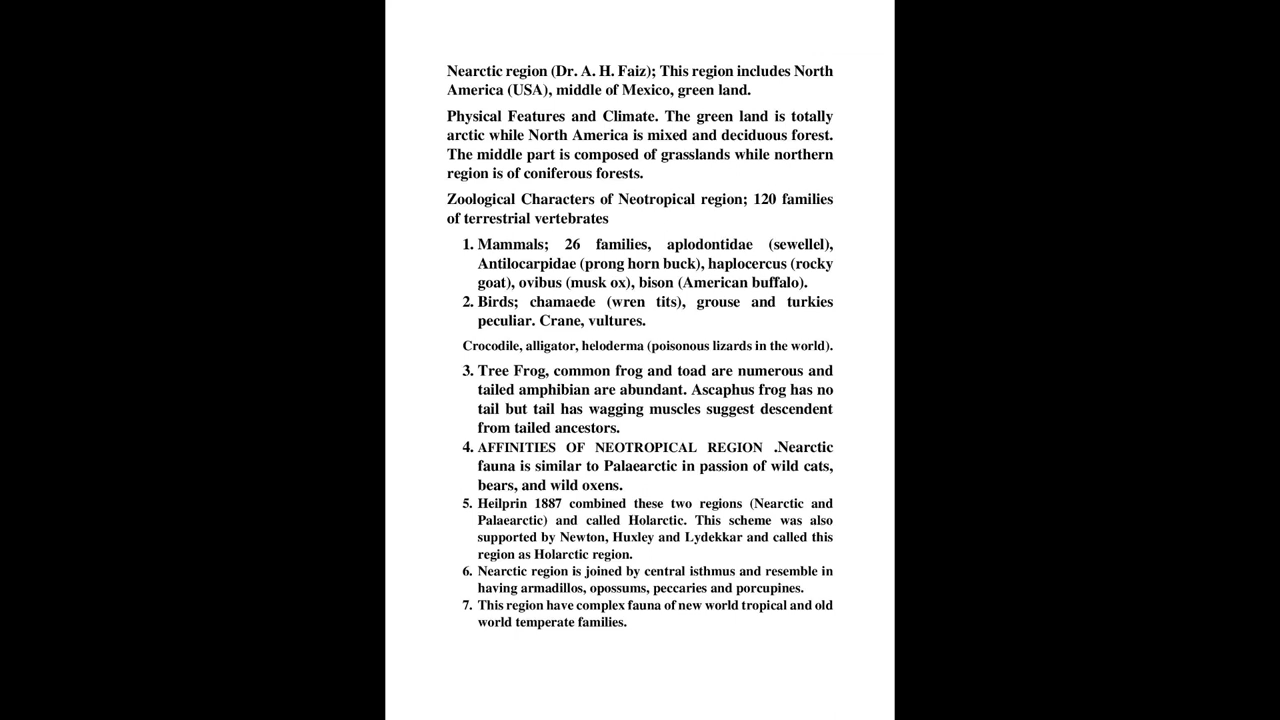 Nearctic region (Dr. A. H. Faiz); This region includes North
America (USA), middle of Mexico, green land.
Physical Features and Climate. The green land is totally
arctic while North America is mixed and deciduous forest.
The middle part is composed of grasslands while northern
region is of coniferous forests.
Zoological Characters of Neotropical region; 120 families
of terrestrial vertebrates
1. Mammals; 26 families, aplodontidae (sewellel),
Antilocarpidae (prong horn buck), haplocercus (rocky
goat), ovibus (musk ox), bison (American buffalo).
2. Birds; chamaede (wren tits), grouse and turkies
peculiar. Crane, vultures.
Crocodile, alligator, heloderma (poisonous lizards in the world).
3. Tree Frog, common frog and toad are numerous and
tailed amphibian are abundant. Ascaphus frog has no
tail but tail has wagging muscles suggest descendent
from tailed ancestors.
4. AFFINITIES OF NEOTROPICAL REGION .Nearctic
fauna is similar to Palaearctic in passion of wild cats,
bears, and wild oxens.
5. Heilprin 1887 combined these two regions (Nearctic and
Palaearctic) and called Holarctic. This scheme was also
supported by Newton, Huxley and Lydekkar and called this
region as Holarctic region.
6. Nearctic region is joined by central isthmus and resemble in
having armadillos, opossums, peccaries and porcupines.
7. This region have complex fauna of new world tropical and old
world temperate families.